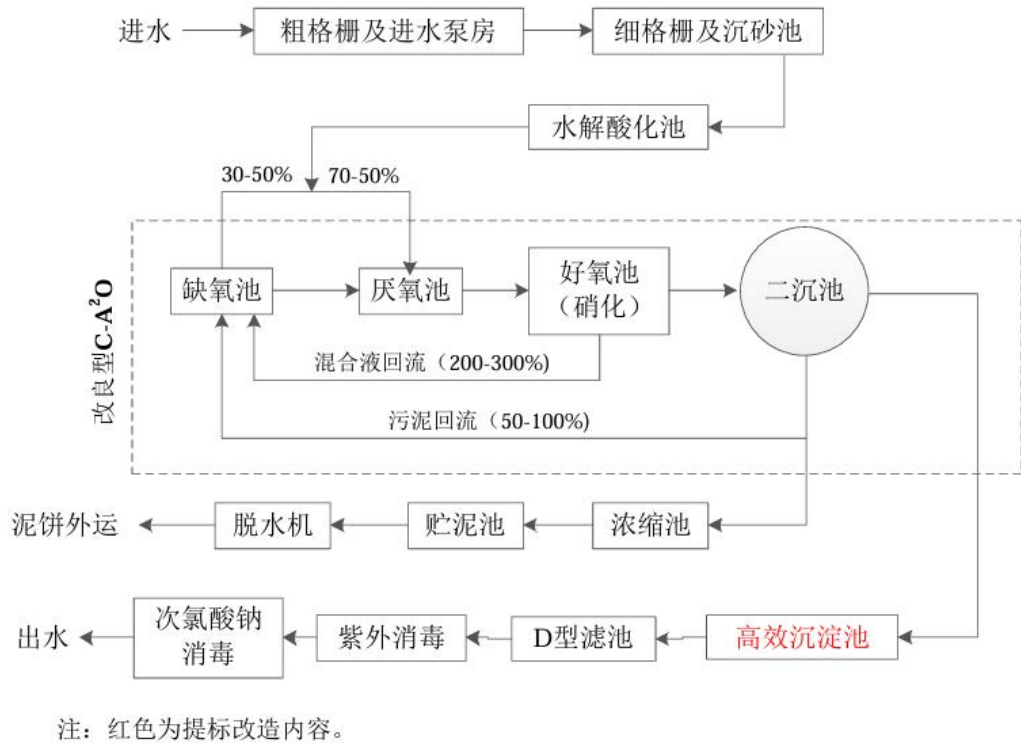 进水
粗格栅及进水泵房
细格栅及沉砂池
水解酸化池
30-50%
70-50%
改良型C-A²O
缺氧池
厌氧池
好氧池
（硝化）
二沉池
混合液回流（200-300%)
污泥回流（50-100%)
泥饼外运
脱水机
贮泥池
浓缩池
出水
次氯酸钠
消毒
紫外消毒
D型滤池
高效沉淀池
注：红色为提标改造内容。